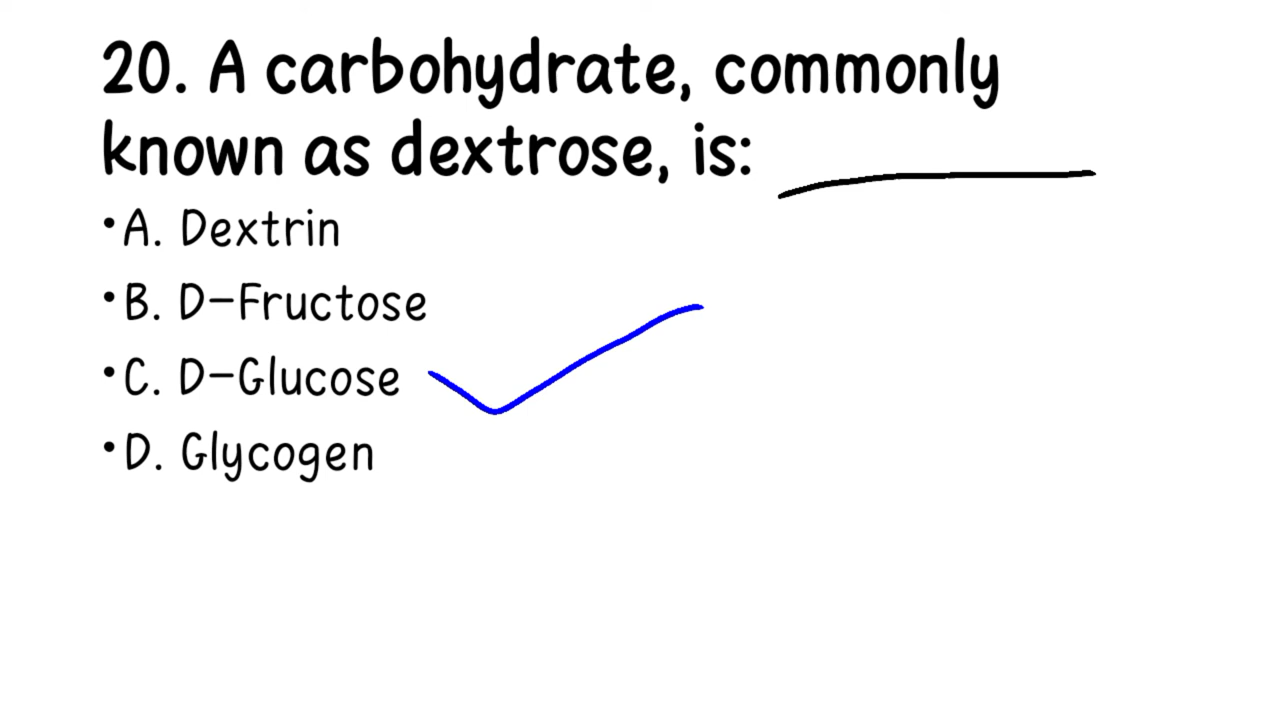 20. A carbohydrate, commonly
known as dextrose, is:
•A. Dextrin
•B. D-Fructose
•C. D-Glucose
•D. Glycogen